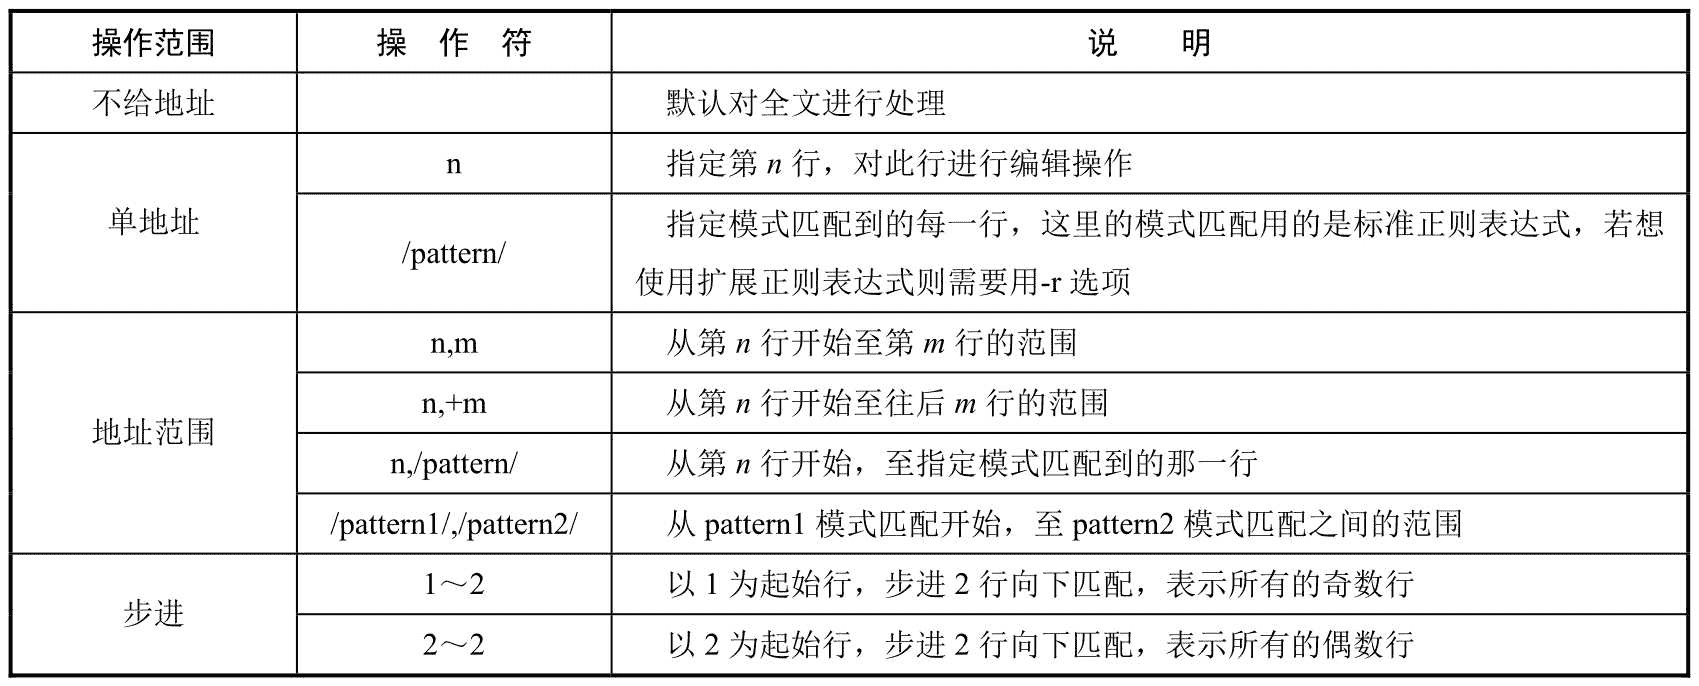 操作范围 操 作 符 说 明
不给地址 默认对全文进行处理
单地址
n 指定第 n 行，对此行进行编辑操作
/pattern/
指定模式匹配到的每一行，这里的模式匹配用的是标准正则表达式，若想
使用扩展正则表达式则需要用-r 选项
地址范围
n,m 从第 n 行开始至第 m 行的范围
n,+m 从第 n 行开始至往后 m 行的范围
n,/pattern/ 从第 n 行开始，至指定模式匹配到的那一行
/pattern1/,/pattern2/ 从 pattern1 模式匹配开始，至 pattern2 模式匹配之间的范围
步进
1～2 以 1 为起始行，步进 2 行向下匹配，表示所有的奇数行
2～2 以 2 为起始行，步进 2 行向下匹配，表示所有的偶数行